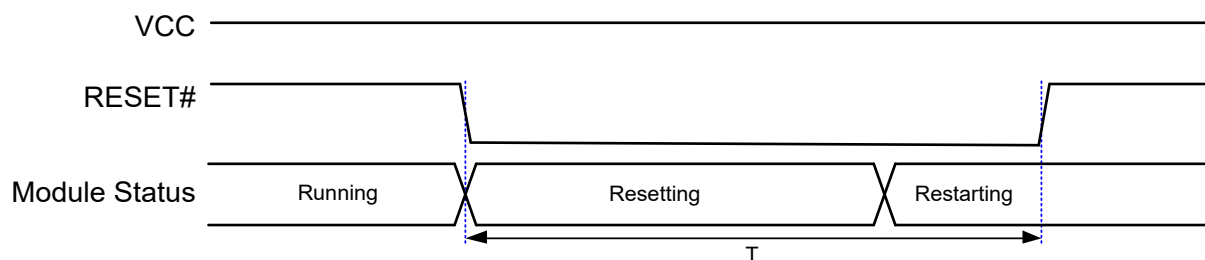 VCC
RESET#
Module Status
Running
Resetting
Restarting
T